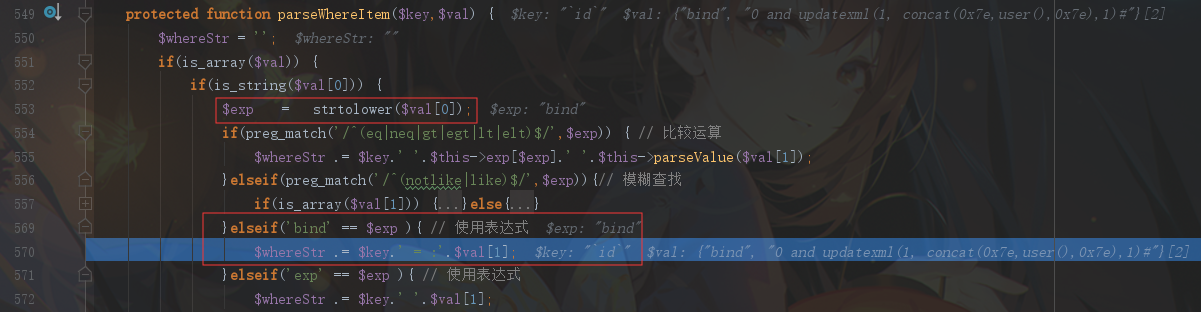 549 protected function parseWhereItem($key,$val) { $key: "`id`" $val: {"bind", "0 and updatexml(1, concat(0x7e,user(),0x7e),1)#"}[2]
550 $whereStr = ''; $whereStr: ""
551 if(is_array($val)) {
552 if(is_string($val[0])) {
553 $exp = strtolower($val[0]); $exp: "bind"
554 if(preg_match('/^(eq|neq|gt|egt|lt|elt)$/',$exp)) { // 比较运算
555 $whereStr .= $key.' '.$this->exp[$exp].' '.$this->parseValue($val[1]);
556 }elseif(preg_match('/^(notlike|like)$/',$exp)){// 模糊查找
557 if(is_array($val[1])) {...}else{...}
569 }elseif('bind' == $exp ){ // 使用表达式 $exp: "bind"
570 $whereStr .= $key.' = :'.$val[1]; $key: "`id`" $val: {"bind", "0 and updatexml(1, concat(0x7e,user(),0x7e),1)#"}[2]
571 }elseif('exp' == $exp ){ // 使用表达式
572 $whereStr .= $key.' '.$val[1];